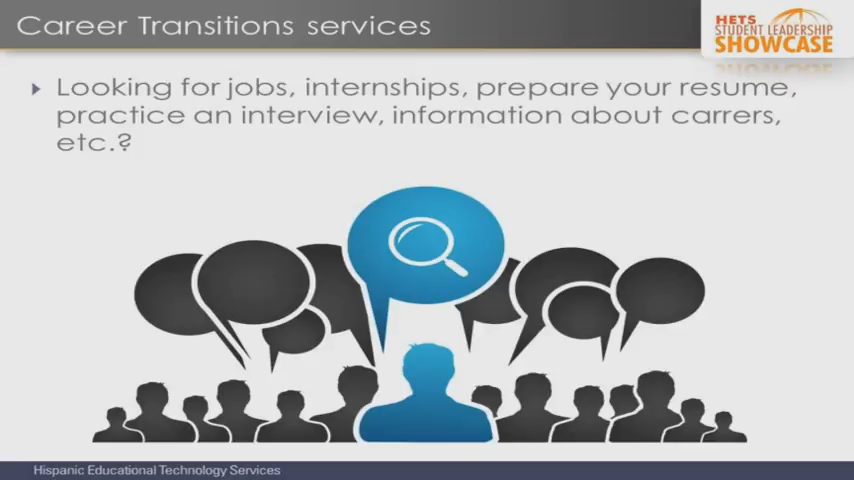 Career Transitions services
HETS
STUDENT LEADERSHIP
SHOWCASE
Looking for jobs, internships, prepare your resume,
practice an interview, information about carrers,
etc.?
Hispanic Educational Technology Services